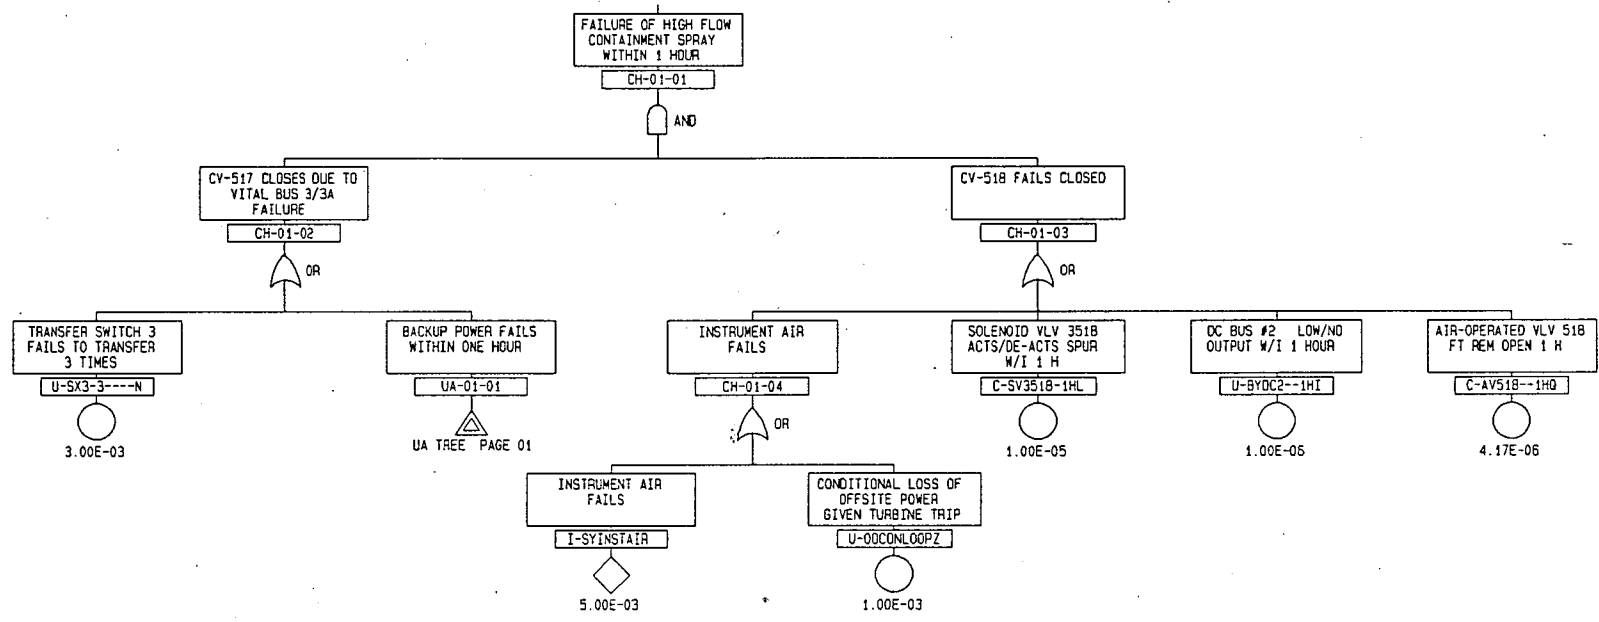 FAILURE OF HIGH FLOW
CONTAINMENT SPRAY
WITHIN 1 HOUR
CH-01-01
AND
CV-517 CLOSES DUE TO
VITAL BUS 3/3A
FAILURE
CH-01-02
OR
CV-518 FAILS CLOSED
CH-01-03
OR
TRANSFER SWITCH 3
FAILS TO TRANSFER
3 TIMES
U-SX3-3----N
3.00E-03
BACKUP POWER FAILS
WITHIN ONE HOUR
UA-01-01
UA TREE PAGE 01
INSTRUMENT AIR
FAILS
CH-01-04
OR
SOLENOID VLV 3518
ACTS/DE-ACTS SPUR
W/I 1 H
C-SV3518-1HL
1.00E-05
DC BUS #2 LOW/NO
OUTPUT W/I 1 HOUR
U-BYDC2--1HI
1.00E-06
AIR-OPERATED VLV 518
FT REM OPEN 1 H
C-AV518--1HQ
4.17E-06
INSTRUMENT AIR
FAILS
I-SYINSTAIR
5.00E-03
CONDITIONAL LOSS OF
OFFSITE POWER
GIVEN TURBINE TRIP
U-OOCONLOOPZ
1.00E-03